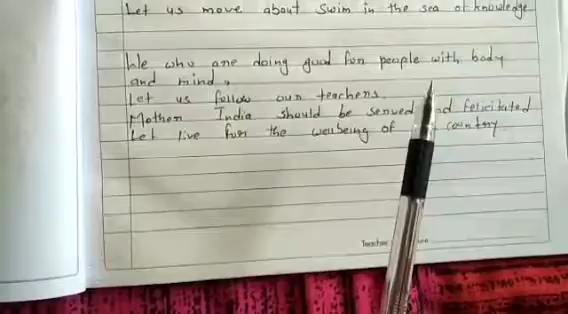 Let us move about swim in the sea of knowledge
We who are doing good for people with body
and mind,
Let us follow our teachers.
Mother India should be served felicitated
Let live for the wellbeing of country
Teacher